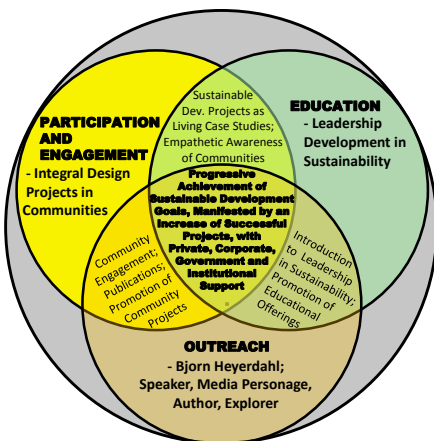 Sustainable
Dev. Projects as
Living Case Studies;
Empathetic Awareness
of Communities
PARTICIPATION
AND
ENGAGEMENT
- Integral Design
Projects in
Communities
EDUCATION
- Leadership
Development in
Sustainability
Progressive
Achievement of
Sustainable Development
Goals, Manifested by an
Increase of Successful
Projects, with
Private, Corporate,
Government and
Institutional
Support
Community
Engagement;
Publications;
Promotion of
Community
Projects
Introduction
to Leadership
in Sustainability;
Promotion of
Educational
Offerings
OUTREACH
- Bjorn Heyerdahl;
Speaker, Media Personage,
Author, Explorer